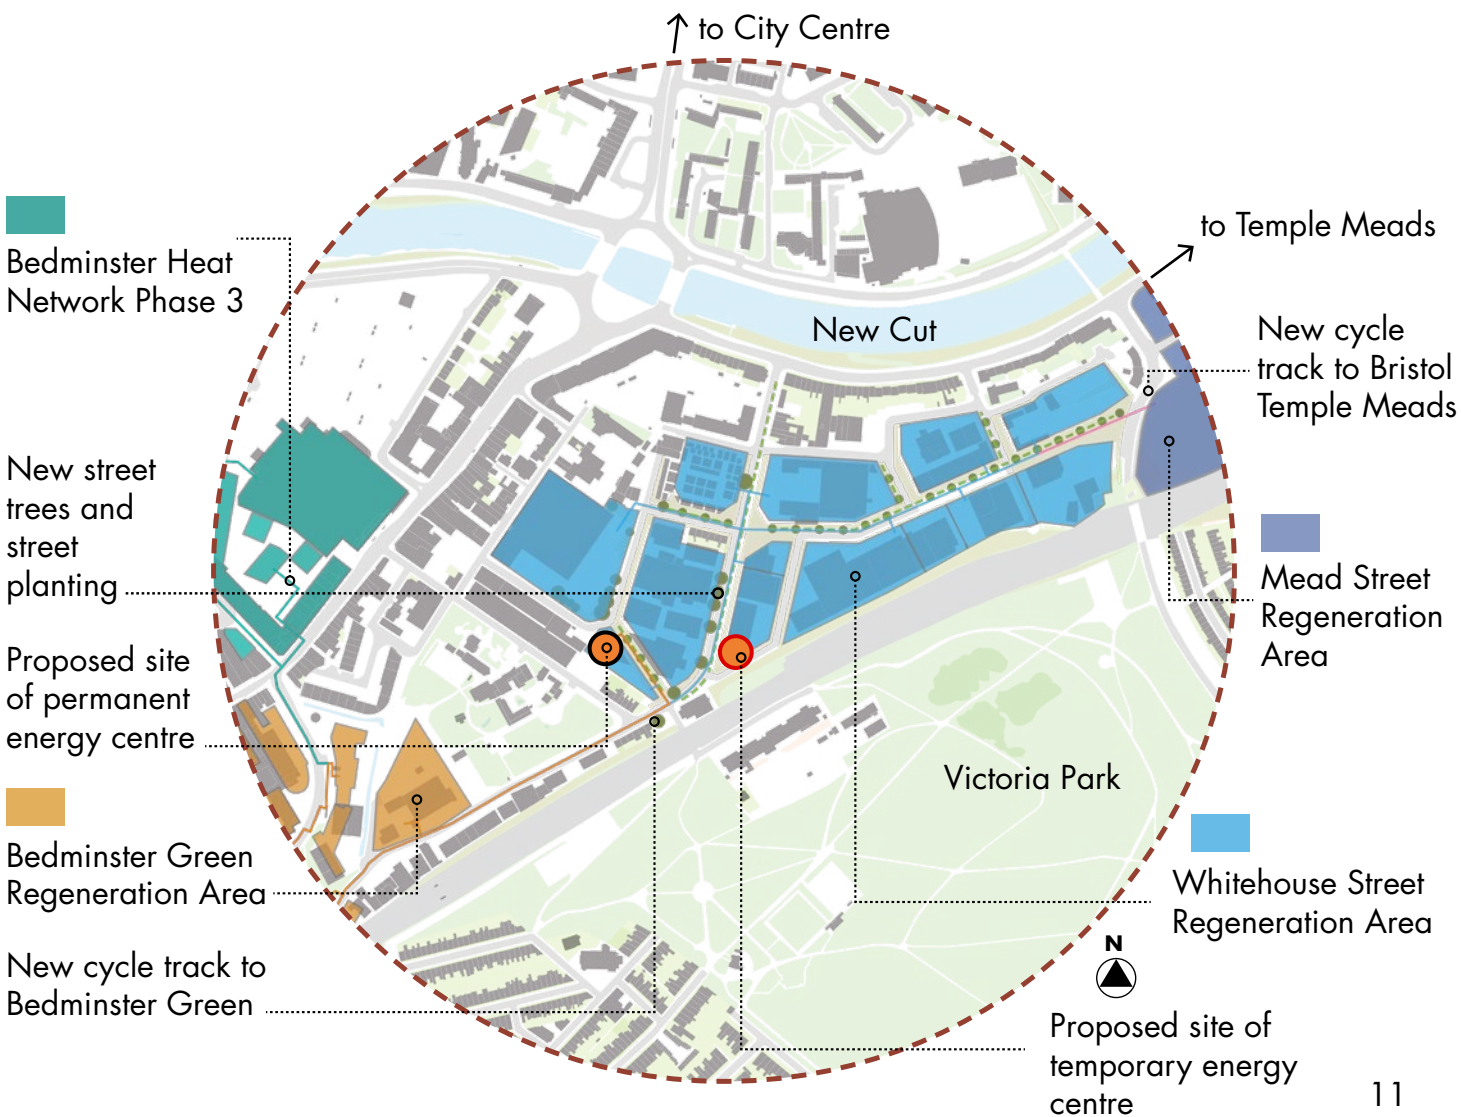 to City Centre
to Temple Meads
Bedminster Heat
Network Phase 3
New Cut
New cycle
track to Bristol
Temple Meads
New street
trees and
street
planting
Mead Street
Regeneration
Area
Proposed site
of permanent
energy centre
Victoria Park
Bedminster Green
Regeneration Area
Whitehouse Street
Regeneration Area
New cycle track to
Bedminster Green
N
Proposed site of
temporary energy
centre
11